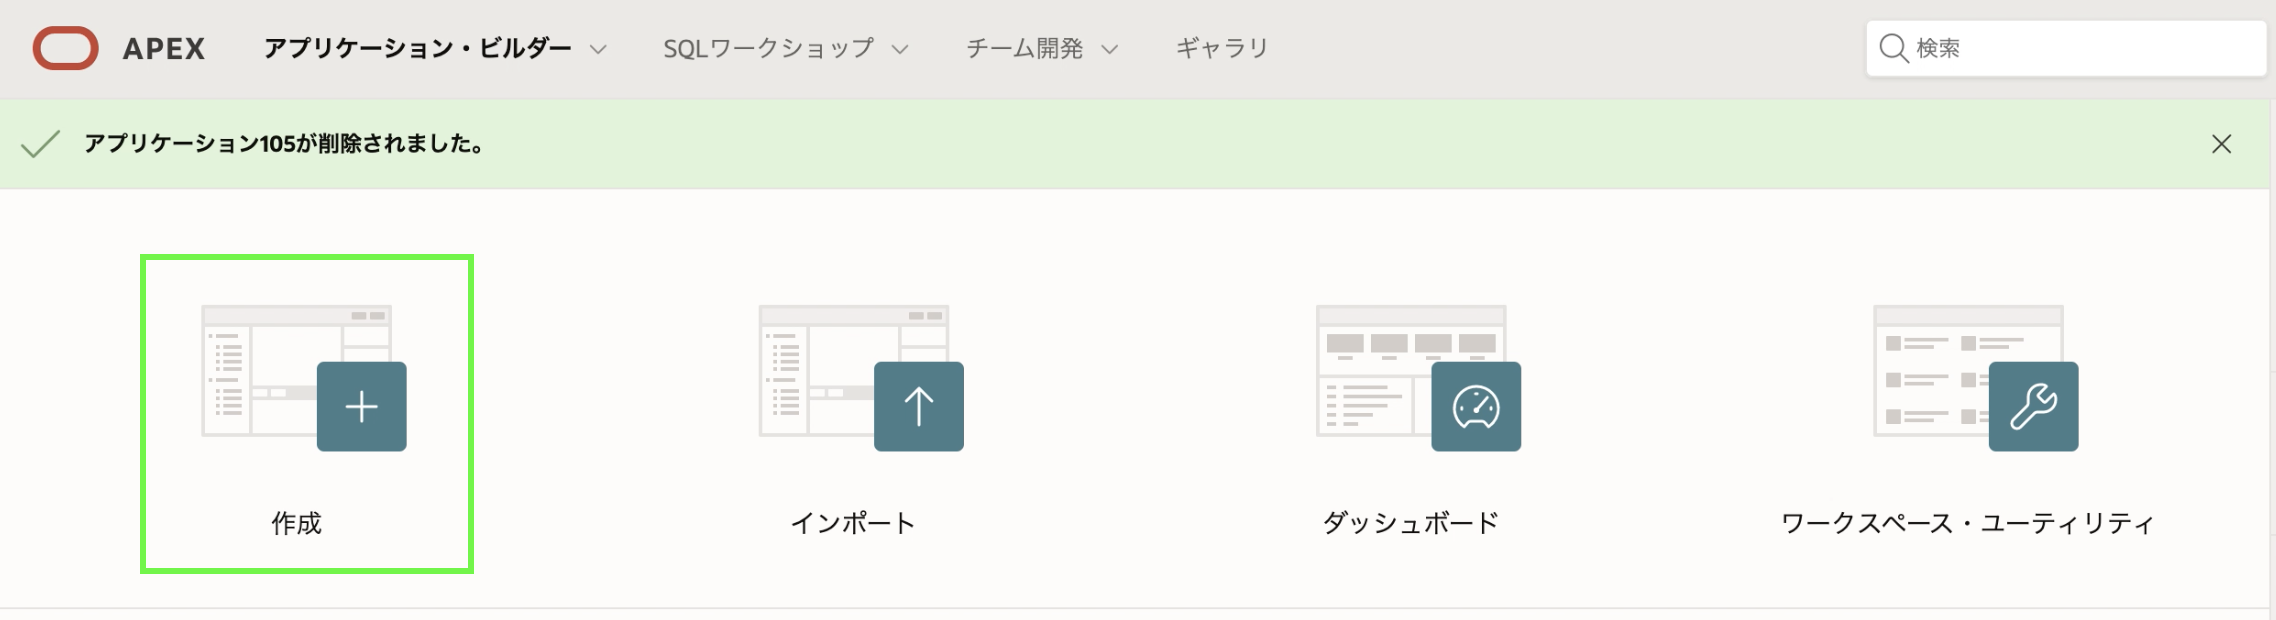 APEX アプリケーション・ビルダー SQLワークショップ チーム開発 ギャラリ 検索
アプリケーション105が削除されました。
作成 インポート ダッシュボード ワークスペース・ユーティリティ